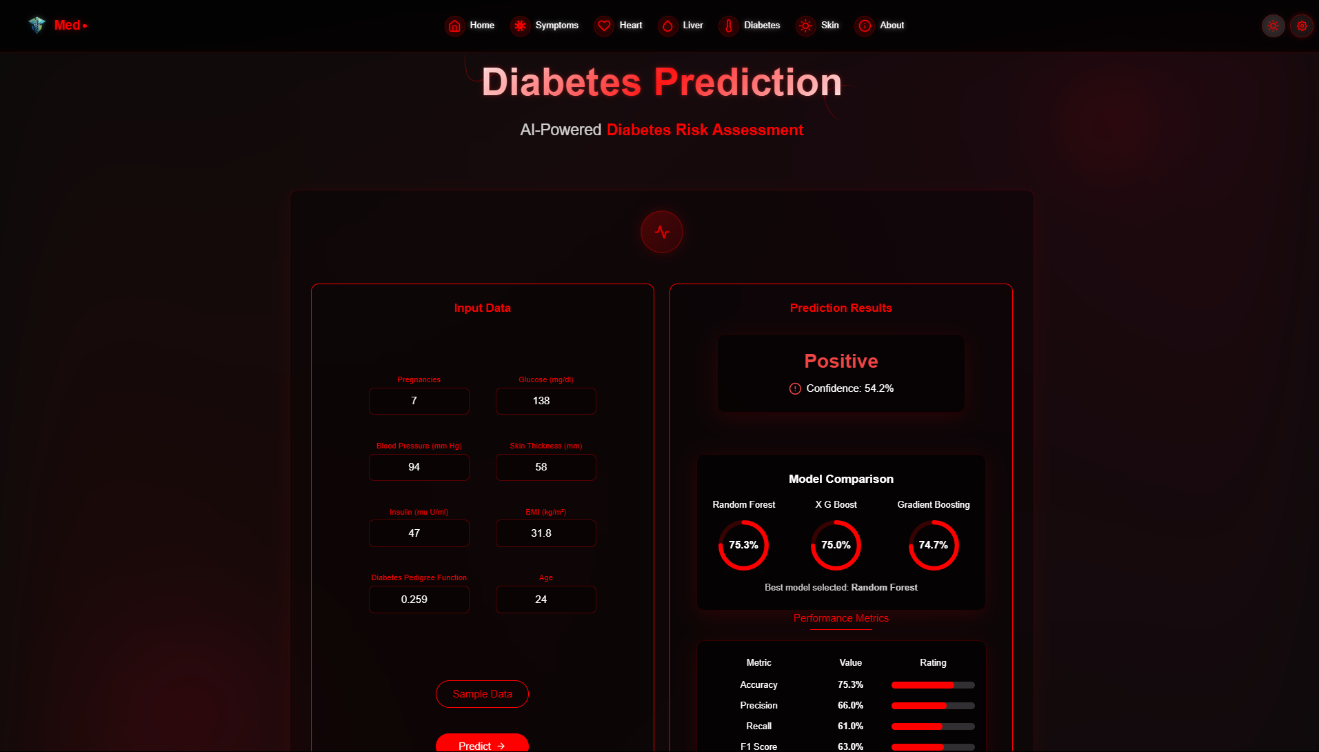 Med •
Home Symptoms Heart Liver Diabetes Skin About
Diabetes Prediction
AI-Powered Diabetes Risk Assessment
Input Data
Pregnancies Glucose (mg/dl)
7 138
Blood Pressure (mm Hg) Skin Thickness (mm)
94 58
Insulin (mu U/ml) BMI (kg/m²)
47 31.8
Diabetes Pedigree Function Age
0.259 24
Sample Data
Predict →
Prediction Results
Positive
Confidence: 54.2%
Model Comparison
Random Forest X G Boost Gradient Boosting
75.3% 75.0% 74.7%
Best model selected: Random Forest
Performance Metrics
Metric Value Rating
Accuracy 75.3%
Precision 66.0%
Recall 61.0%
F1 Score 63.0%